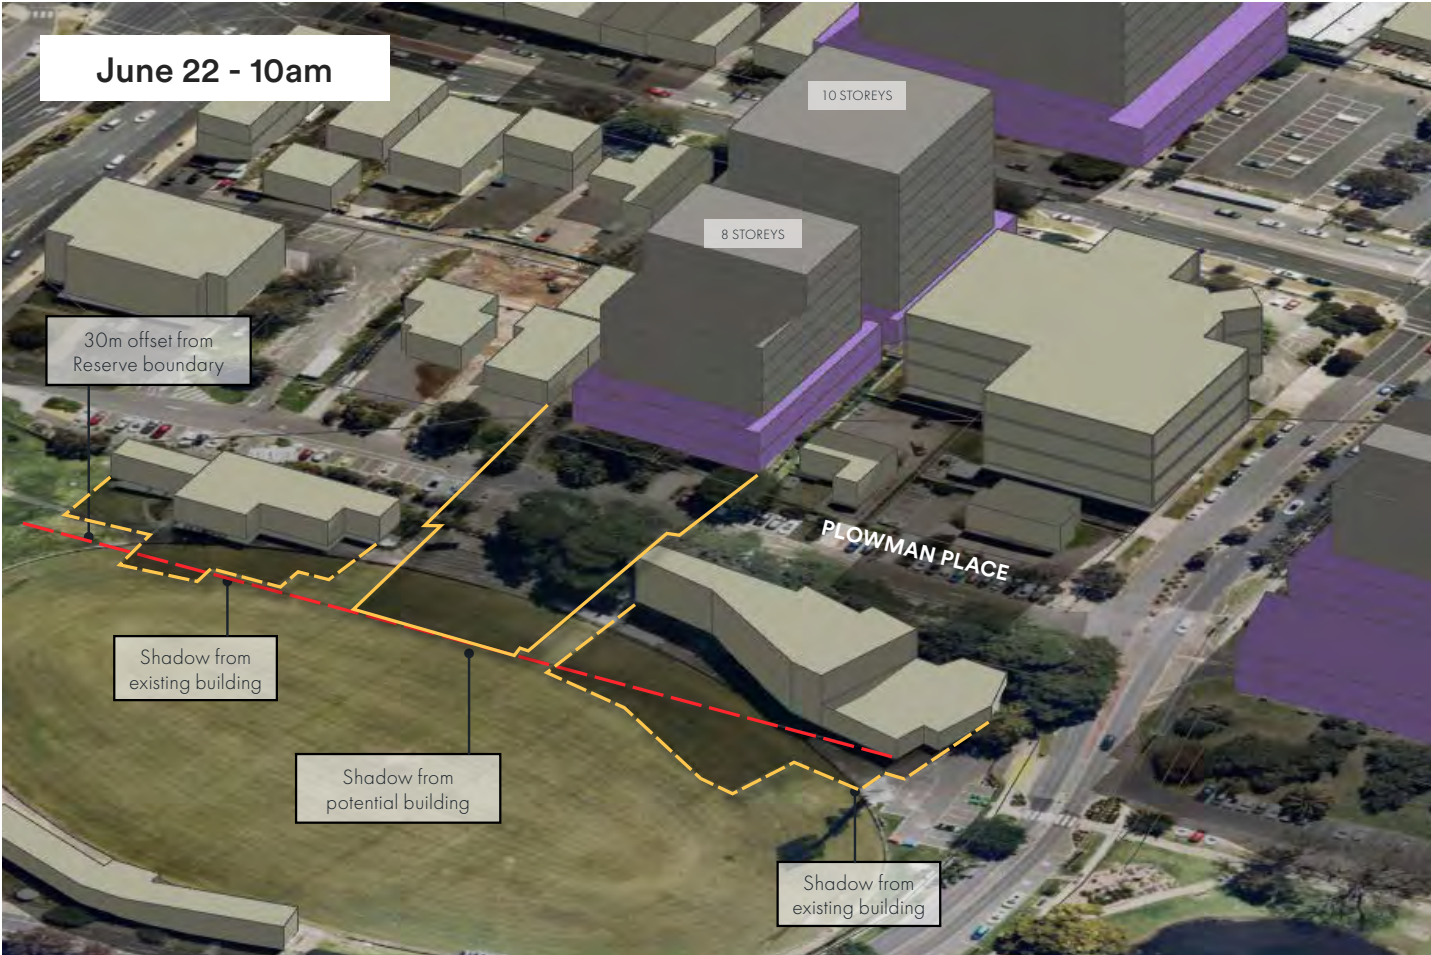 June 22 - 10am
10 STOREYS
8 STOREYS
30m offset from
Reserve boundary
PLOWMAN PLACE
Shadow from
existing building
Shadow from
potential building
Shadow from
existing building